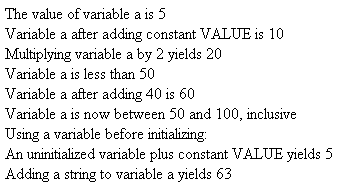 The value of variable a is 5
Variable a after adding constant VALUE is 10
Multiplying variable a by 2 yields 20
Variable a is less than 50
Variable a after adding 40 is 60
Variable a is now between 50 and 100, inclusive
Using a variable before initializing:
An uninitialized variable plus constant VALUE yields 5
Adding a string to variable a yields 63